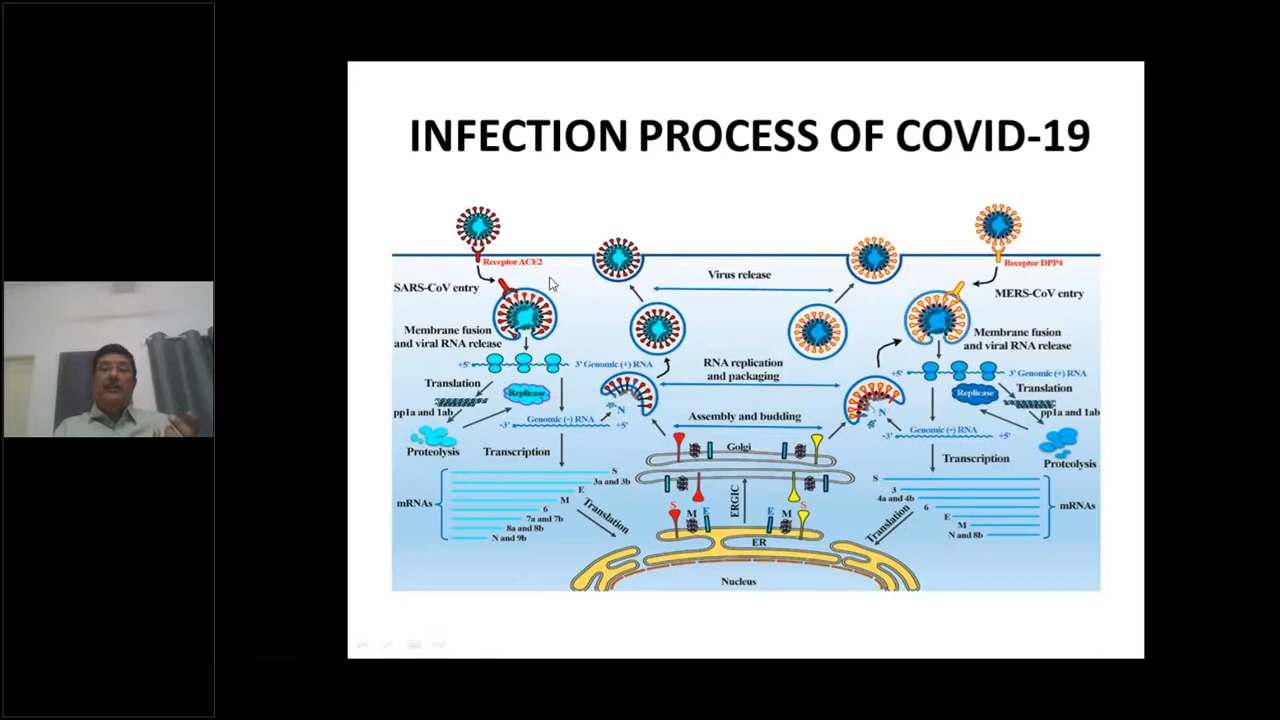 INFECTION PROCESS OF COVID-19
Receptor ACE2
SARS-CoV entry
Membrane fusion
and viral RNA release
+5'
3' Genomic (+) RNA
Translation
Replicase
pp1a and 1ab
-3'
Genomic (-) RNA
+5'
Proteolysis
Transcription
mRNAs
S
3a and 3b
E
M
6
7a and 7b
8a and 8b
N and 9b
Translation
Virus release
RNA replication
and packaging
Assembly and budding
N
N
Golgi
ERGIC
S
M
E
E
M
S
ER
Nucleus
Receptor DPP4
MERS-CoV entry
Membrane fusion
and viral RNA release
+5'
3' Genomic (+) RNA
Translation
Replicase
pp1a and 1ab
-3'
Genomic (-) RNA
+5'
Proteolysis
Transcription
S
3
4a and 4b
6
E
M
N and 8b
mRNAs
Translation